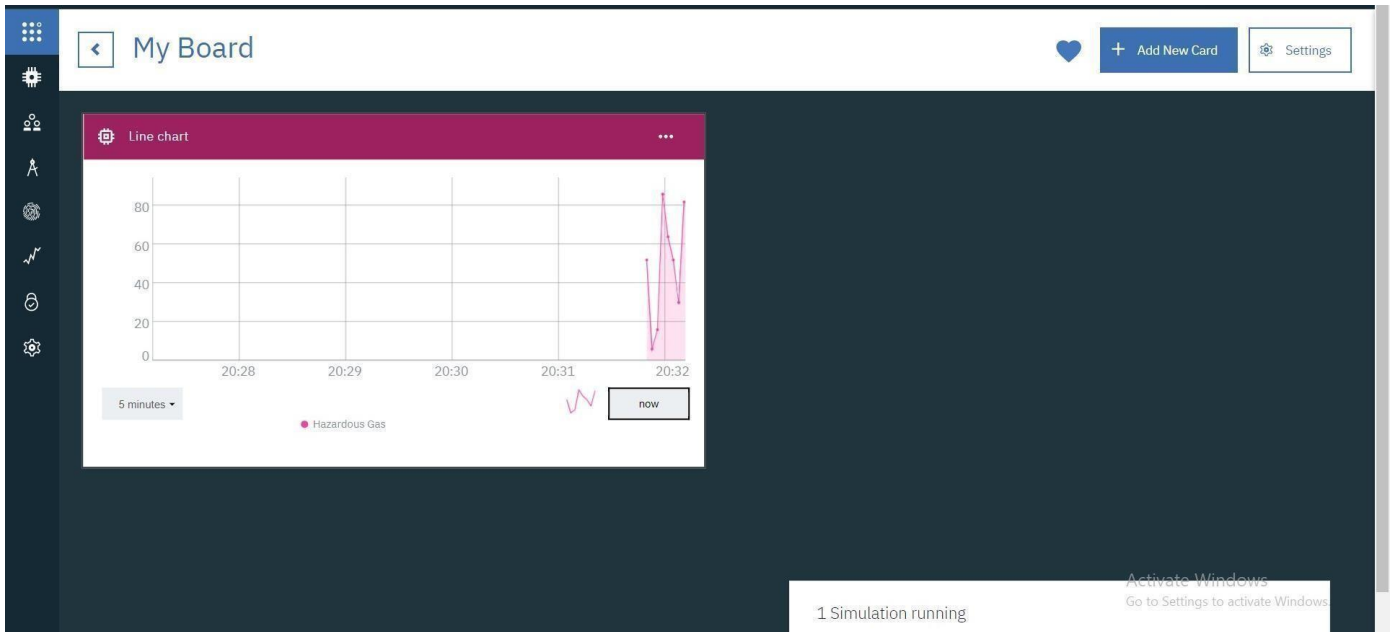 My Board
+ Add New Card
Settings
Line chart
80
60
40
20
0
20:28 20:29 20:30 20:31 20:32
5 minutes
now
Hazardous Gas
Activate Windows
Go to Settings to activate Windows.
1 Simulation running